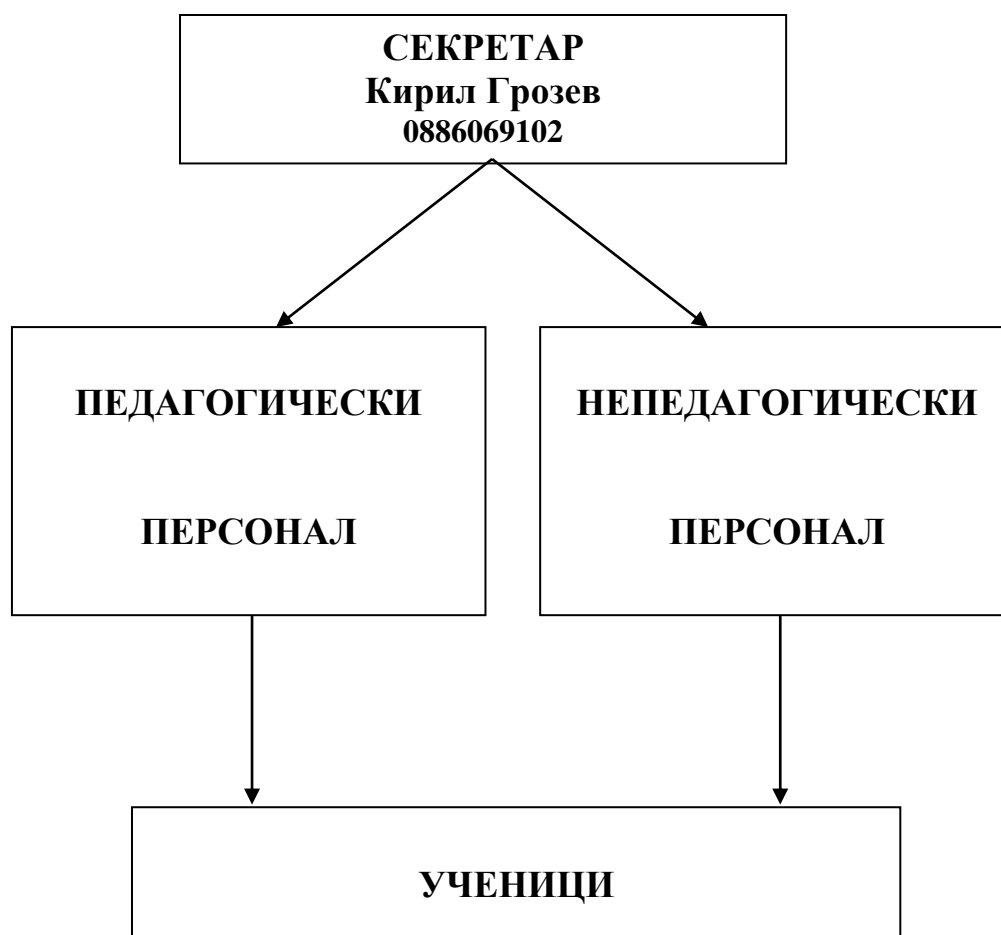 СЕКРЕТАР
Кирил Грозев
0886069102
ПЕДАГОГИЧЕСКИ
ПЕРСОНАЛ
НЕПЕДАГОГИЧЕСКИ
ПЕРСОНАЛ
УЧЕНИЦИ